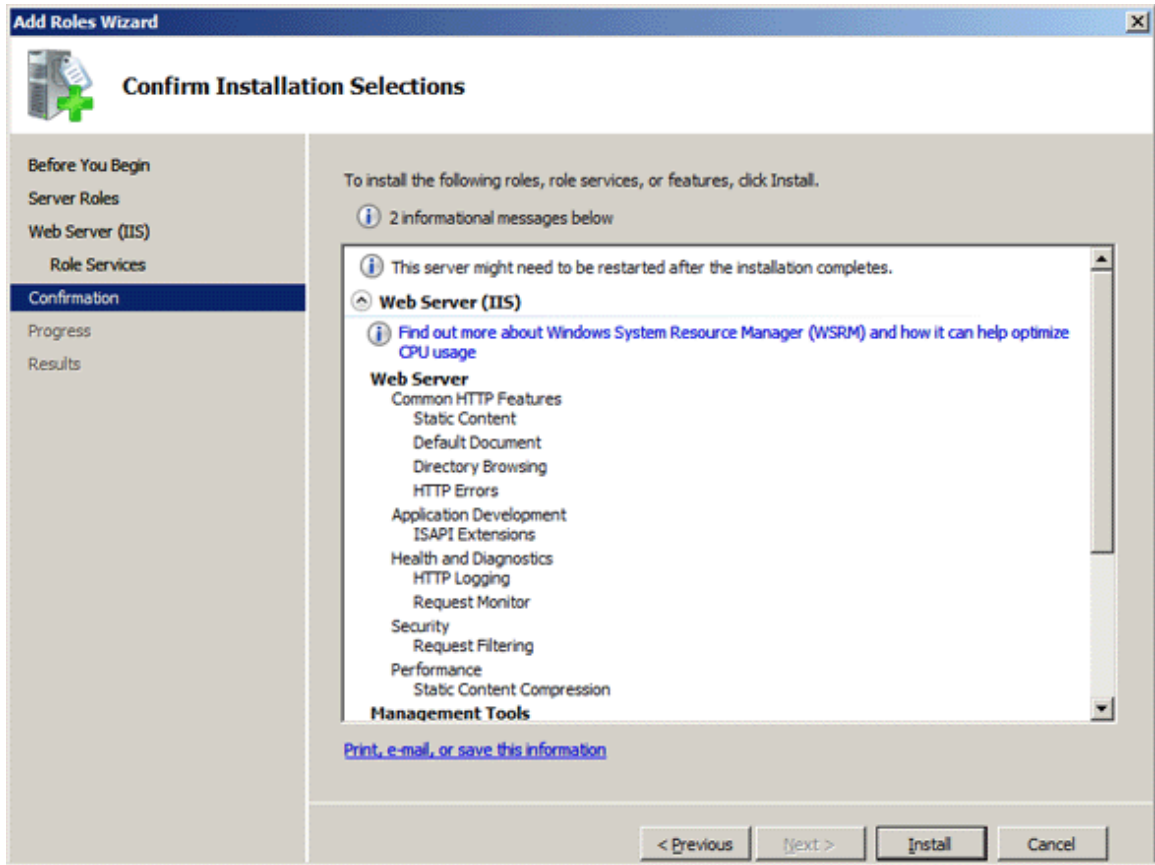 Add Roles Wizard
Confirm Installation Selections
Before You Begin
Server Roles
Web Server (IIS)
Role Services
Confirmation
Progress
Results
To install the following roles, role services, or features, click Install.
2 informational messages below
This server might need to be restarted after the installation completes.
Web Server (IIS)
Find out more about Windows System Resource Manager (WSRM) and how it can help optimize
CPU usage
Web Server
Common HTTP Features
Static Content
Default Document
Directory Browsing
HTTP Errors
Application Development
ISAPI Extensions
Health and Diagnostics
HTTP Logging
Request Monitor
Security
Request Filtering
Performance
Static Content Compression
Management Tools
Print, e-mail, or save this information
< Previous
Next >
Install
Cancel